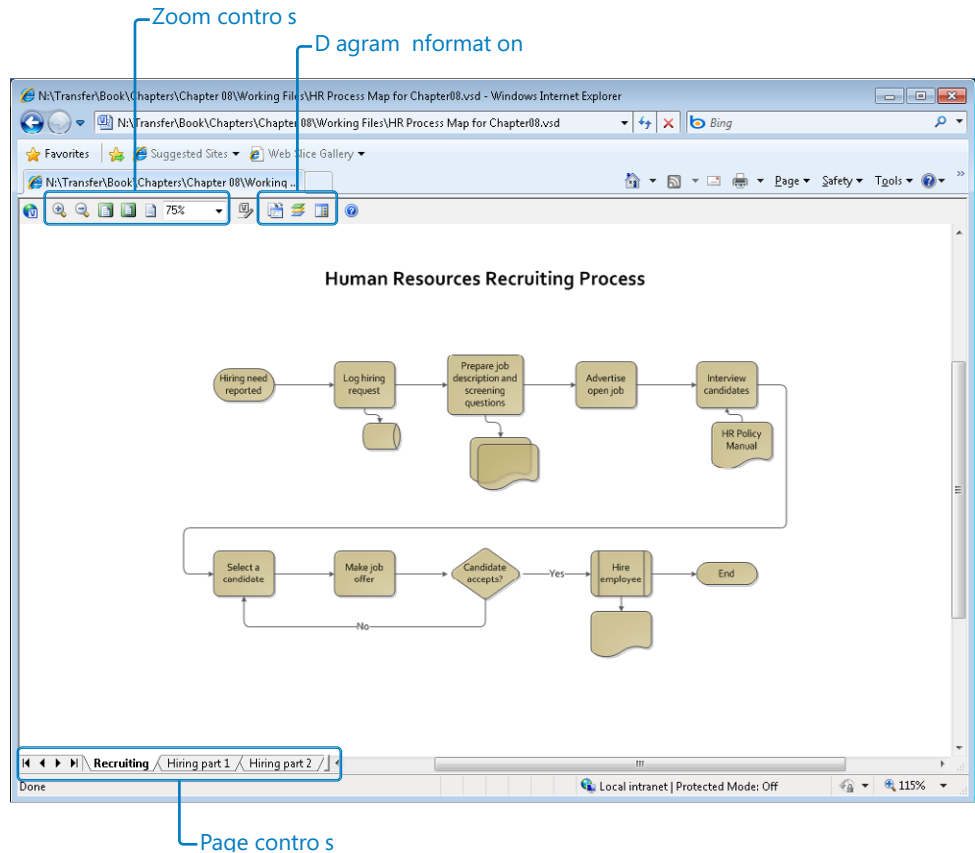 Zoom contro s
D agram nformat on
N:\Transfer\Book\Chapters\Chapter 08\Working Files\HR Process Map for Chapter08.vsd - Windows Internet Explorer
N:\Transfer\Book\Chapters\Chapter 08\Working Files\HR Process Map for Chapter08.vsd
Bing
Favorites
Suggested Sites
Web Slice Gallery
N:\Transfer\Book\Chapters\Chapter 08\Working ...
Page
Safety
Tools
75%
Human Resources Recruiting Process
Hiring need
reported
Log hiring
request
Prepare job
description and
screening
questions
Advertise
open job
Interview
candidates
HR Policy
Manual
Select a
candidate
Make job
offer
Candidate
accepts?
Yes
Hire
employee
End
No
Recruiting
Hiring part 1
Hiring part 2
Done
Local intranet | Protected Mode: Off
115%
Page contro s